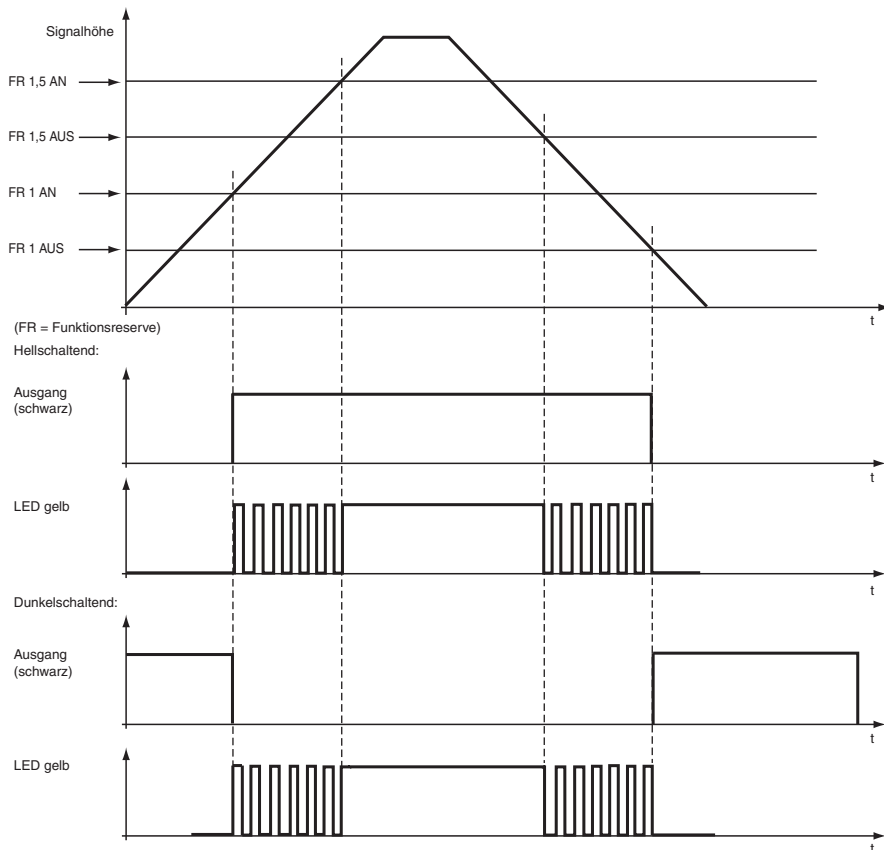 Signalhöhe
FR 1,5 AN
FR 1,5 AUS
FR 1 AN
FR 1 AUS
t
(FR = Funktionsreserve)
Hellschaltend:
Ausgang
(schwarz)
t
LED gelb
t
Dunkelschaltend:
Ausgang
(schwarz)
t
LED gelb
t